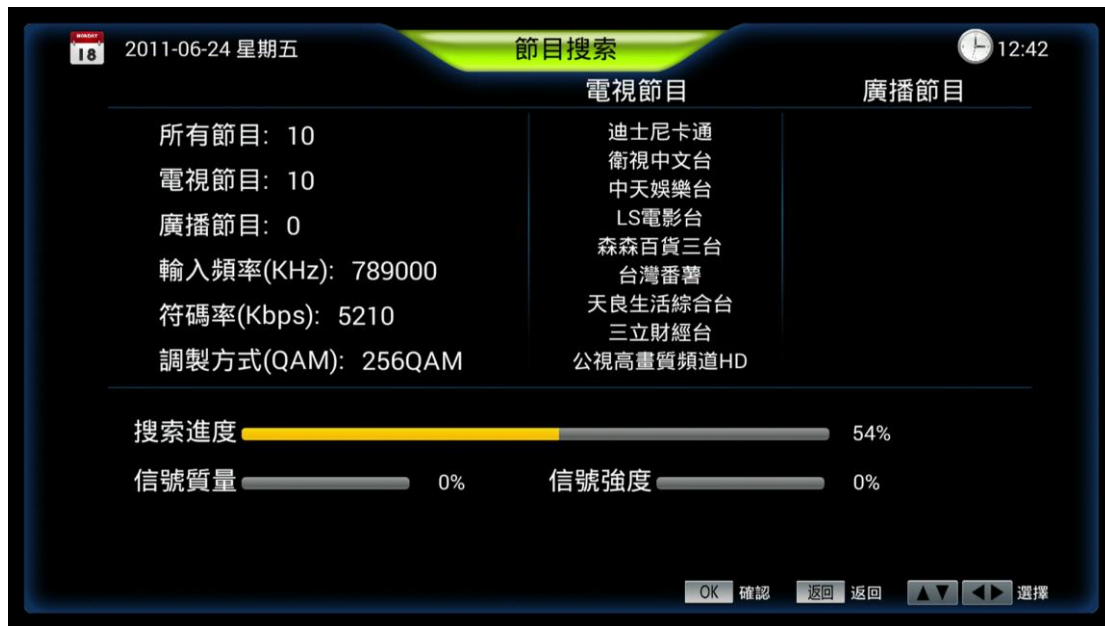 MONDAY
18
2011-06-24 星期五
節目搜索
12:42
電視節目
廣播節目
所有節目: 10
電視節目: 10
廣播節目: 0
輸入頻率(KHz): 789000
符碼率(Kbps): 5210
調製方式(QAM): 256QAM
迪士尼卡通
衛視中文台
中天娛樂台
LS電影台
森森百貨三台
台灣番薯
天良生活綜合台
三立財經台
公視高畫質頻道HD
搜索進度 54%
信號質量 0% 信號強度 0%
OK 確認 返回 返回 選擇